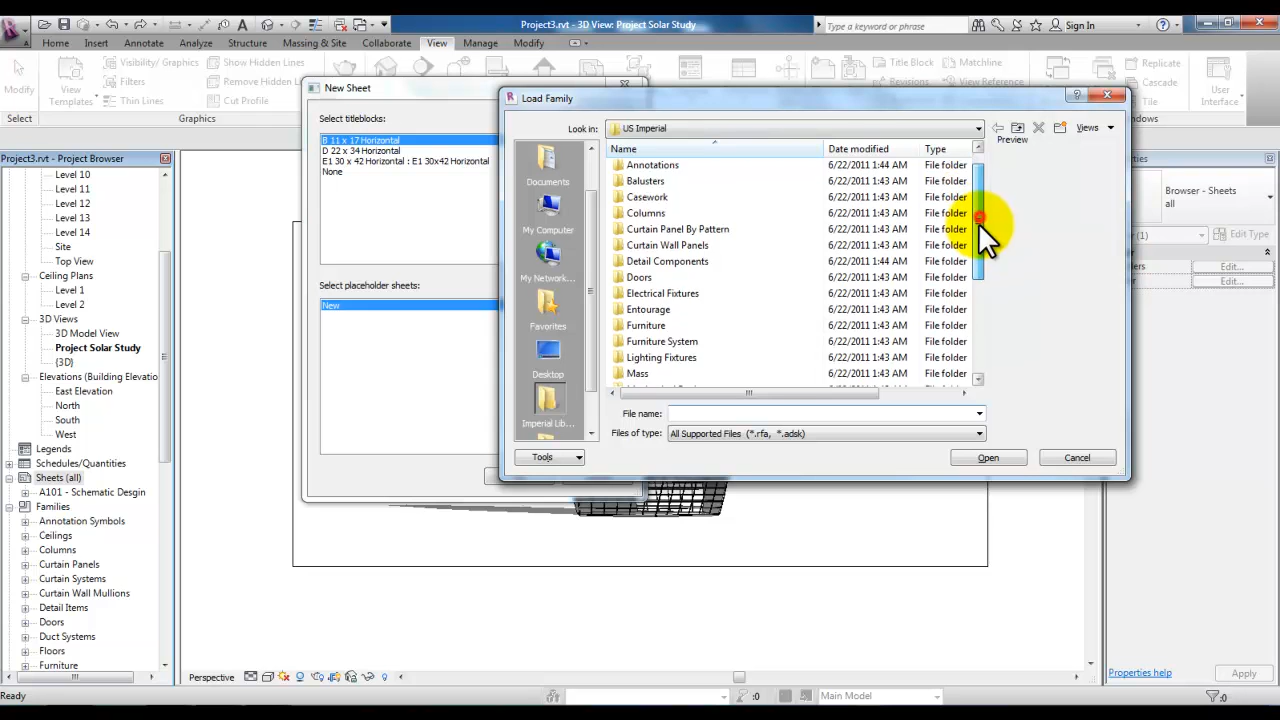 Project3.rvt - 3D View: Project Solar Study
Type a keyword or phrase
Sign In
Home Insert Annotate Analyze Structure Massing & Site Collaborate View Manage Modify
Modify
View Templates
Visibility/ Graphics
Filters
Thin Lines
Show Hidden Lines
Remove Hidden
Cut Profile
Title Block
Revisions
Matchline
View Reference
Replicate
Cascade
Tile
User Interface
Select
Graphics
Project3.rvt - Project Browser
Level 10
Level 11
Level 12
Level 13
Level 14
Site
Top View
Ceiling Plans
Level 1
Level 2
3D Views
3D Model View
Project Solar Study
{3D}
Elevations (Building Elevatio
East Elevation
North
South
West
Legends
Schedules/Quantities
Sheets (all)
A101 - Schematic Desgin
Families
Annotation Symbols
Ceilings
Columns
Curtain Panels
Curtain Systems
Curtain Wall Mullions
Detail Items
Doors
Duct Systems
Floors
Furniture
New Sheet
Select titleblocks:
B 11 x 17 Horizontal
D 22 x 34 Horizontal
E1 30 x 42 Horizontal : E1 30x42 Horizontal
None
Select placeholder sheets:
New
Load Family
Look in: US Imperial
Views
Preview
Documents
My Computer
My Network...
Favorites
Desktop
Imperial Lib...
Name Date modified Type
Annotations 6/22/2011 1:44 AM File folder
Balusters 6/22/2011 1:43 AM File folder
Casework 6/22/2011 1:43 AM File folder
Columns 6/22/2011 1:43 AM File folder
Curtain Panel By Pattern 6/22/2011 1:43 AM File folder
Curtain Wall Panels 6/22/2011 1:43 AM File folder
Detail Components 6/22/2011 1:44 AM File folder
Doors 6/22/2011 1:43 AM File folder
Electrical Fixtures 6/22/2011 1:43 AM File folder
Entourage 6/22/2011 1:43 AM File folder
Furniture 6/22/2011 1:43 AM File folder
Furniture System 6/22/2011 1:43 AM File folder
Lighting Fixtures 6/22/2011 1:43 AM File folder
Mass 6/22/2011 1:43 AM File folder
File name:
Files of type: All Supported Files (*.rfa, *.adsk)
Tools
Open
Cancel
Browser - Sheets
all
(1)
Edit Type
Edit...
Edit...
Properties help
Apply
Perspective
Ready
:0
Main Model
:0